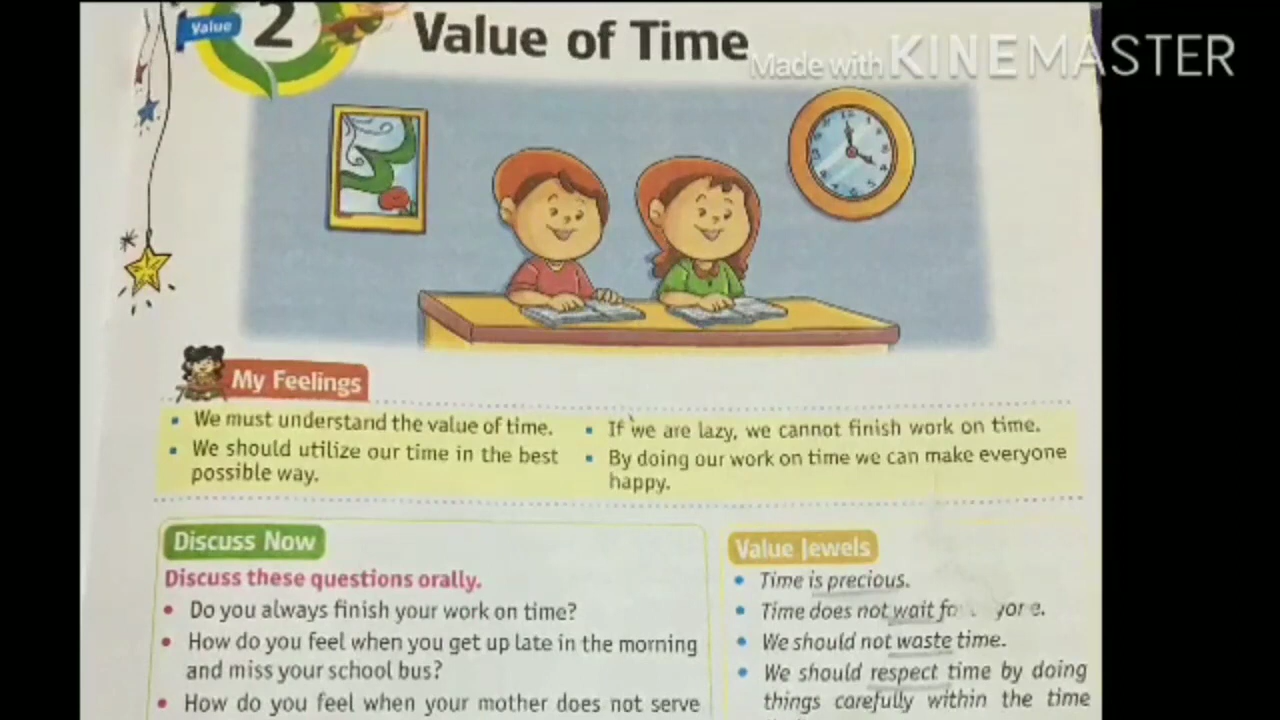 Value
2
Value of Time
Made with KINEMASTER
My Feelings
We must understand the value of time.
We should utilize our time in the best
possible way.
If we are lazy, we cannot finish work on time.
By doing our work on time we can make everyone
happy.
Discuss Now
Discuss these questions orally.
Do you always finish your work on time?
How do you feel when you get up late in the morning
and miss your school bus?
How do you feel when your mother does not serve
Value Jewels
Time is precious.
Time does not wait
We should not waste time.
We should respect time by doing
things carefully within the time